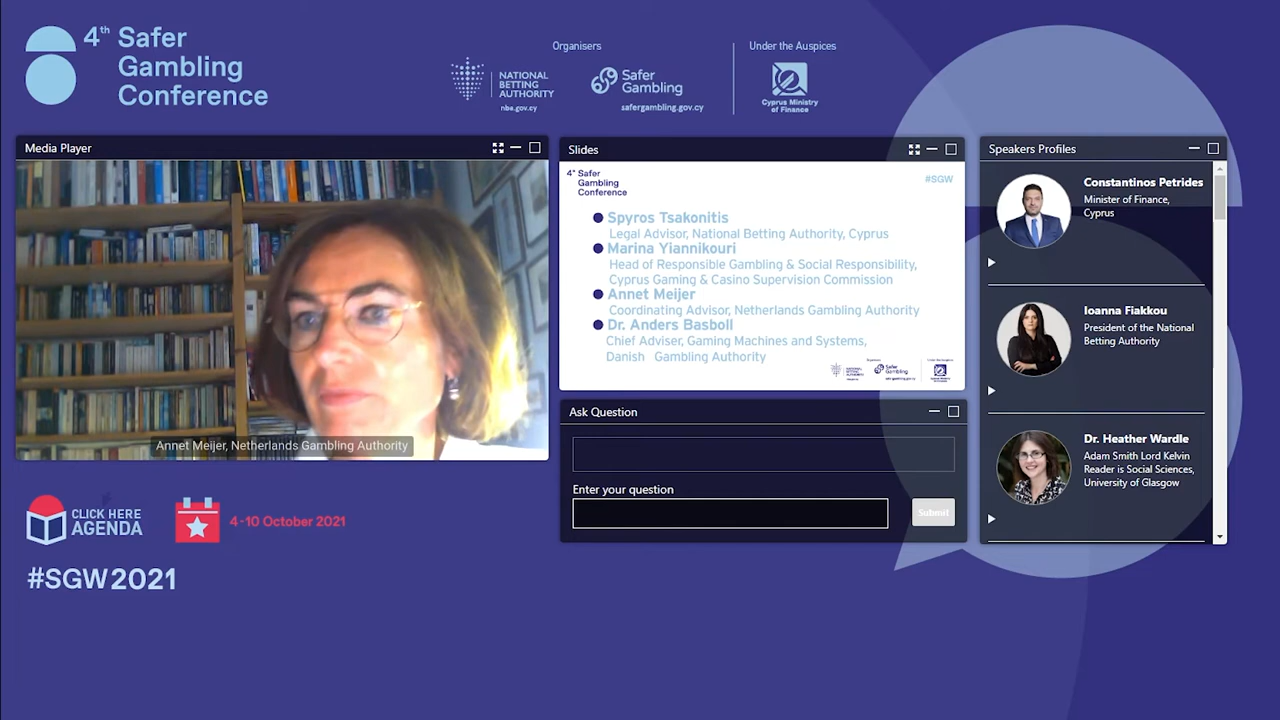 4th Safer
Gambling
Conference
Organisers
NATIONAL
BETTING
AUTHORITY
nba.gov.cy
Safer
Gambling
safergambling.gov.cy
Under the Auspices
Cyprus Ministry
of Finance
Media Player
Annet Meijer, Netherlands Gambling Authority
Slides
4th Safer
Gambling
Conference
#SGW
Spyros Tsakonitis
Legal Advisor, National Betting Authority, Cyprus
Marina Yiannikouri
Head of Responsible Gambling & Social Responsibility,
Cyprus Gaming & Casino Supervision Commission
Annet Meijer
Coordinating Advisor, Netherlands Gambling Authority
Dr. Anders Basboll
Chief Adviser, Gaming Machines and Systems,
Danish Gambling Authority
Ask Question
Enter your question
Submit
Speakers Profiles
Constantinos Petrides
Minister of Finance,
Cyprus
Ioanna Fiakkou
President of the National
Betting Authority
Dr. Heather Wardle
Adam Smith Lord Kelvin
Reader is Social Sciences,
University of Glasgow
CLICK HERE
AGENDA
4-10 October 2021
#SGW2021